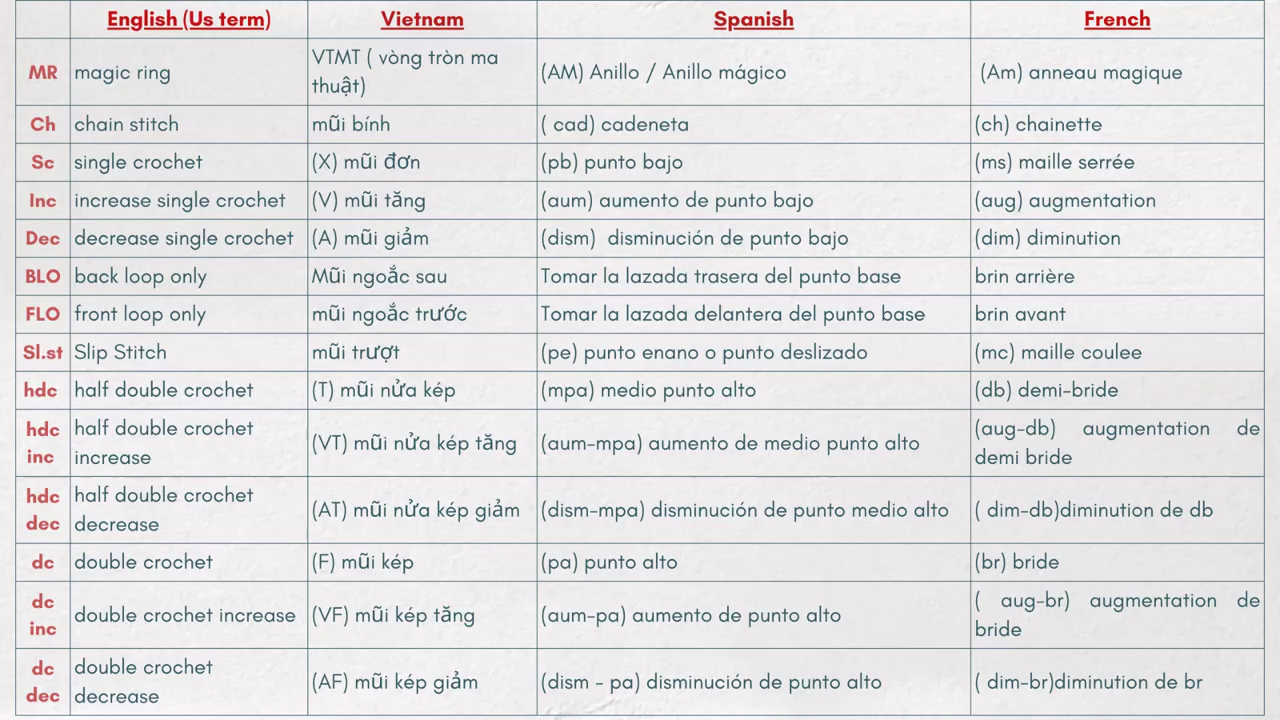 English (Us term) Vietnam Spanish French
MR magic ring VTMT ( vòng tròn ma thuật) (AM) Anillo / Anillo mágico (Am) anneau magique
Ch chain stitch mũi bính ( cad) cadeneta (ch) chainette
Sc single crochet (X) mũi đơn (pb) punto bajo (ms) maille serrée
Inc increase single crochet (V) mũi tăng (aum) aumento de punto bajo (aug) augmentation
Dec decrease single crochet (A) mũi giảm (dism) disminución de punto bajo (dim) diminution
BLO back loop only Mũi ngoắc sau Tomar la lazada trasera del punto base brin arrière
FLO front loop only mũi ngoắc trước Tomar la lazada delantera del punto base brin avant
Sl.st Slip Stitch mũi trượt (pe) punto enano o punto deslizado (mc) maille coulee
hdc half double crochet (T) mũi nửa kép (mpa) medio punto alto (db) demi-bride
hdc inc half double crochet increase (VT) mũi nửa kép tăng (aum-mpa) aumento de medio punto alto (aug-db) augmentation de demi bride
hdc dec half double crochet decrease (AT) mũi nửa kép giảm (dism-mpa) disminución de punto medio alto ( dim-db)diminution de db
dc double crochet (F) mũi kép (pa) punto alto (br) bride
dc inc double crochet increase (VF) mũi kép tăng (aum-pa) aumento de punto alto ( aug-br) augmentation de bride
dc dec double crochet decrease (AF) mũi kép giảm (dism - pa) disminución de punto alto ( dim-br)diminution de br